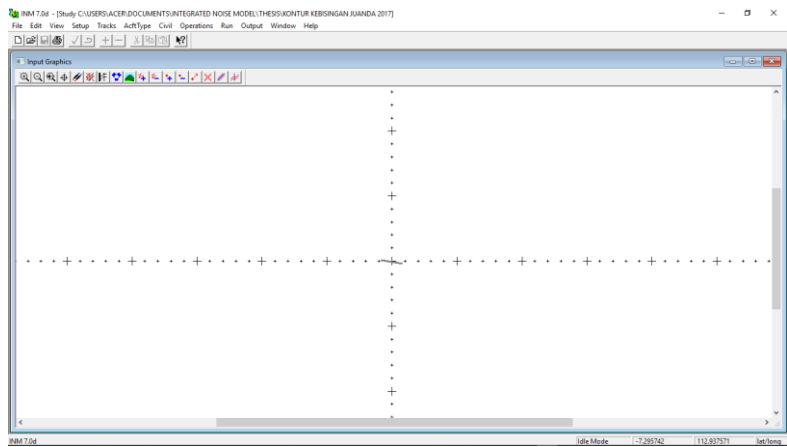 INM 7.0d - [Study C:\USERS\ACER\DOCUMENTS\INTEGRATED NOISE MODEL\THESIS\KONTUR KEBISINGAN JUANDA 2017]
File Edit View Setup Tracks AcftType Civil Operations Run Output Window Help
Input Graphics
INM 7.0d Idle Mode -7.295742 112.937571 lat/long